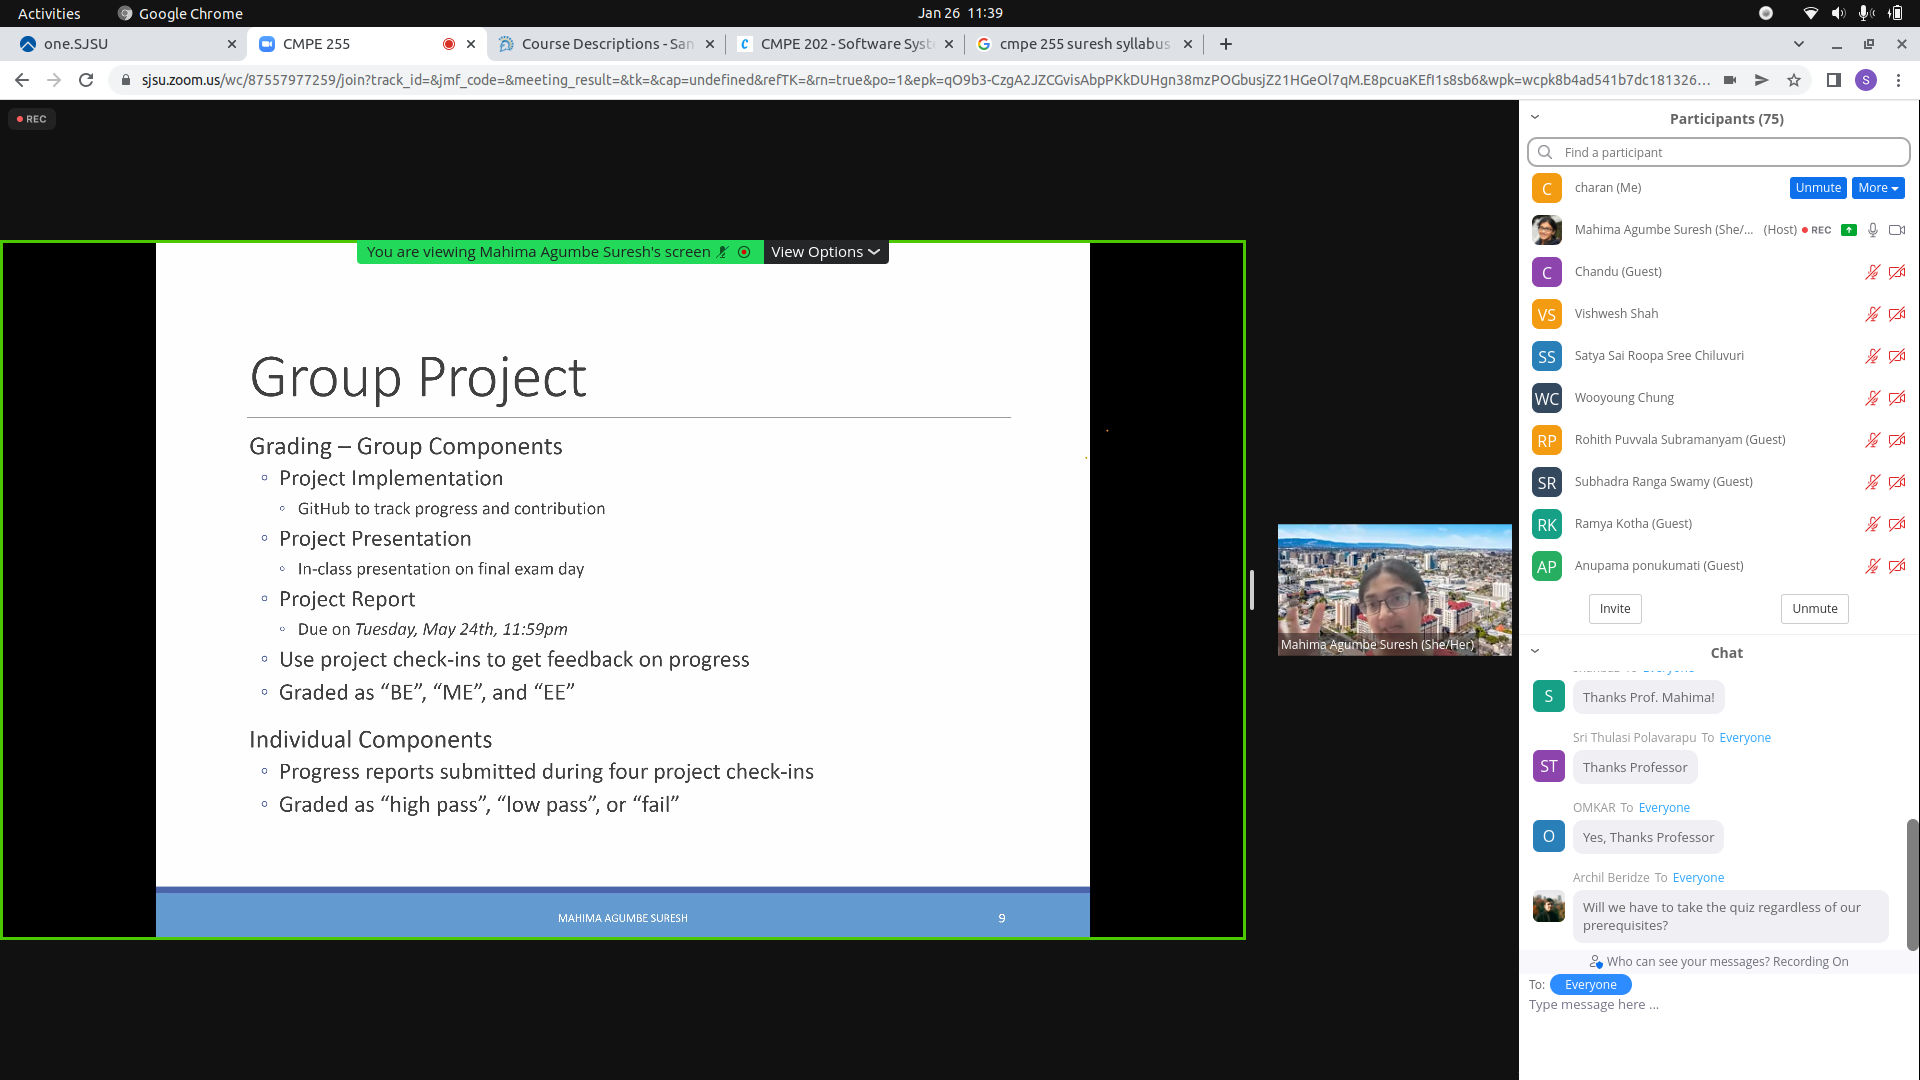 Activities
Google Chrome
Jan 26 11:39
one.SJSU
CMPE 255
Course Descriptions - San
CMPE 202 - Software Syst
cmpe 255 suresh syllabus
sjsu.zoom.us/wc/87557977259/join?track_id=&jmf_code=&meeting_result=&tk=&cap=undefined&refTK=&rn=true&po=1&epk=qO9b3-CzgA2JZCGvisAbpPKkDUHgn38mzPOGbusjZ21HGeOl7qM.E8pcuaKEfI1s8sb6&wpk=wcpk8b4ad541b7dc181326...
S
REC
You are viewing Mahima Agumbe Suresh's screen
View Options
Group Project
Grading – Group Components
Project Implementation
GitHub to track progress and contribution
Project Presentation
In-class presentation on final exam day
Project Report
Due on Tuesday, May 24th, 11:59pm
Use project check-ins to get feedback on progress
Graded as “BE”, “ME”, and “EE”
Individual Components
Progress reports submitted during four project check-ins
Graded as “high pass”, “low pass”, or “fail”
MAHIMA AGUMBE SURESH
9
Mahima Agumbe Suresh (She/Her)
Participants (75)
Find a participant
C charan (Me) Unmute More
Mahima Agumbe Suresh (She/... (Host) REC
C Chandu (Guest)
VS Vishwesh Shah
SS Satya Sai Roopa Sree Chiluvuri
WC Wooyoung Chung
RP Rohith Puvvala Subramanyam (Guest)
SR Subhadra Ranga Swamy (Guest)
RK Ramya Kotha (Guest)
AP Anupama ponukumati (Guest)
Invite
Unmute
Chat
S Thanks Prof. Mahima!
Sri Thulasi Polavarapu To Everyone
ST Thanks Professor
OMKAR To Everyone
O Yes, Thanks Professor
Archil Beridze To Everyone
Will we have to take the quiz regardless of our
prerequisites?
Who can see your messages? Recording On
To: Everyone
Type message here ...